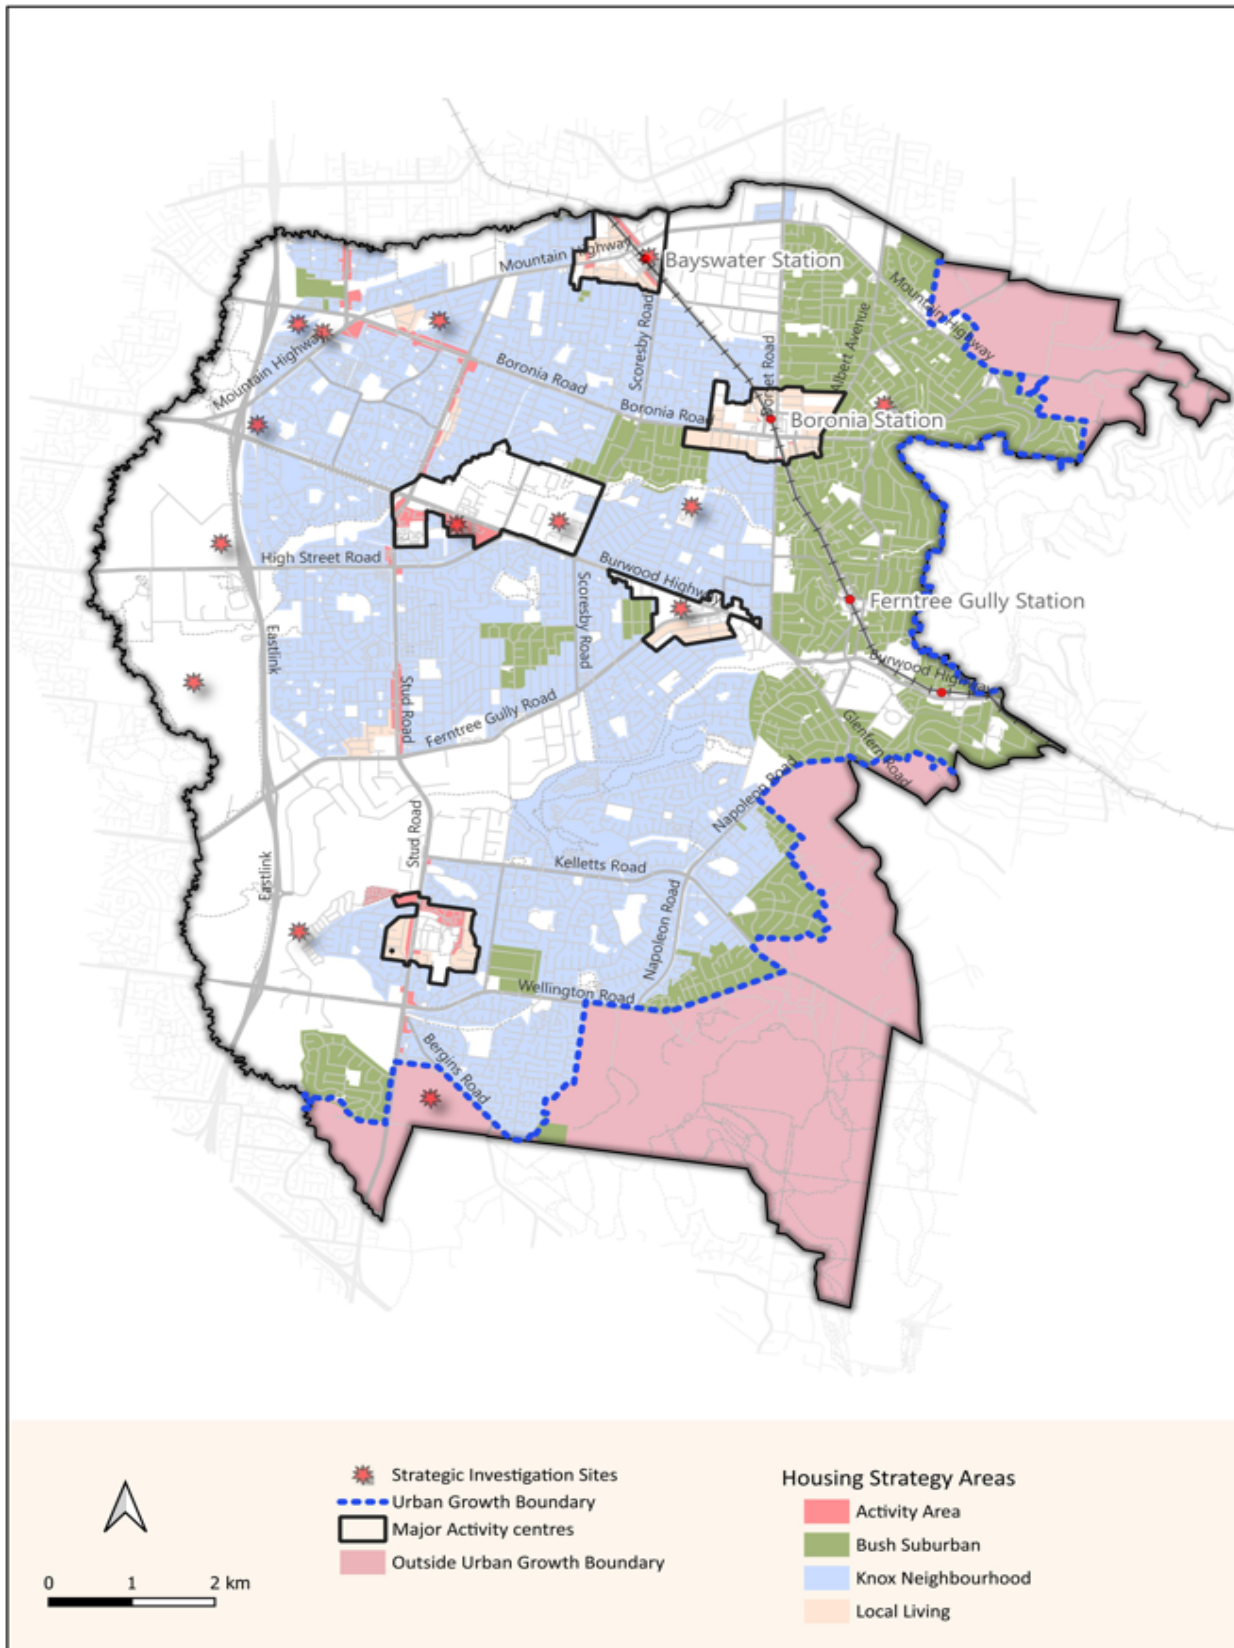 Mountain Highway
Bayswater Station
Mountain Highway
Mountain Highway
Scoresby Road
Albert Avenue
Boronia Road
Boronia Road
Road
Boronia Station
High Street Road
Burwood Highway
Scoresby Road
Ferntree Gully Station
Eastlink
Stud Road
Burwood Highway
Ferntree Gully Road
Glenfern Road
Napoleon Road
Stud Road
Kelletts Road
Eastlink
Napoleon Road
Wellington Road
Bergins Road
0 1 2 km
Strategic Investigation Sites
Urban Growth Boundary
Major Activity centres
Outside Urban Growth Boundary
Housing Strategy Areas
Activity Area
Bush Suburban
Knox Neighbourhood
Local Living